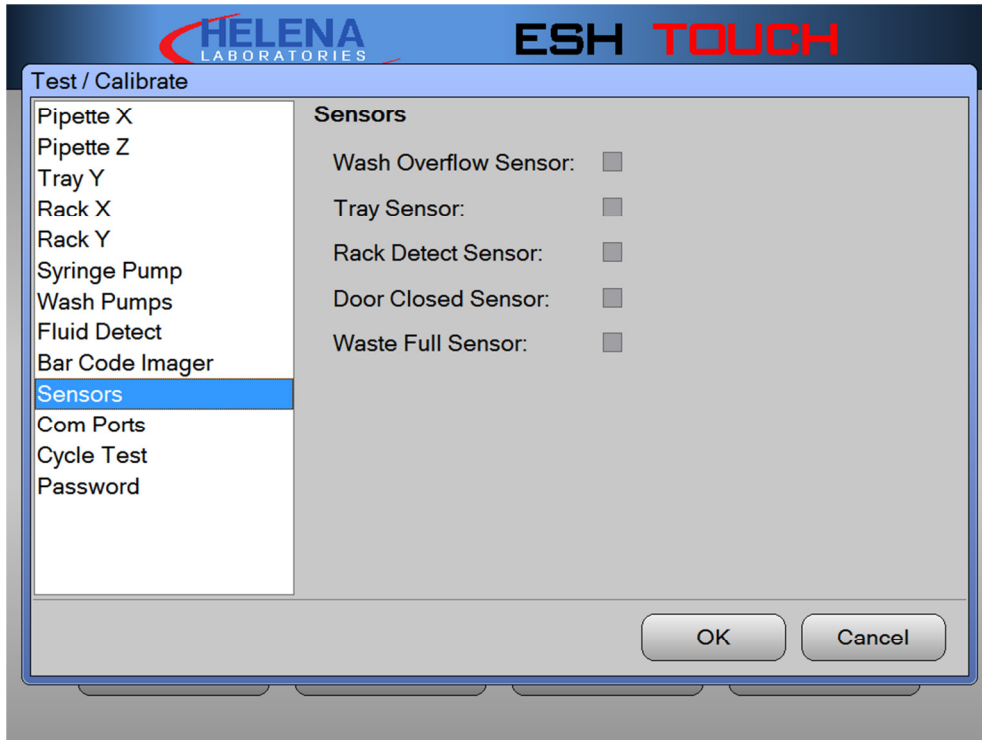 HELENA
LABORATORIES
ESH TOUCH
Test / Calibrate
Pipette X
Pipette Z
Tray Y
Rack X
Rack Y
Syringe Pump
Wash Pumps
Fluid Detect
Bar Code Imager
Sensors
Com Ports
Cycle Test
Password
Sensors
Wash Overflow Sensor:
Tray Sensor:
Rack Detect Sensor:
Door Closed Sensor:
Waste Full Sensor:
OK
Cancel